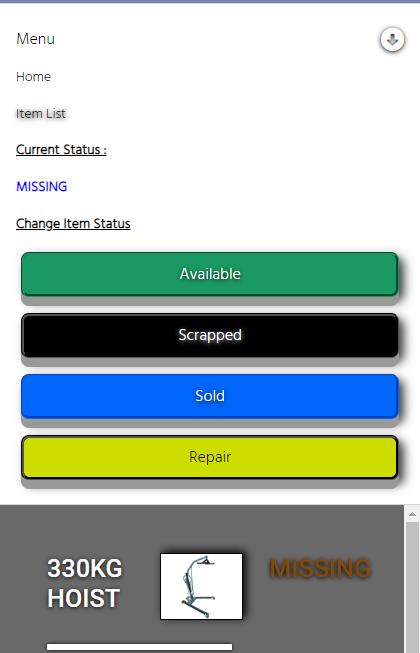 Menu
Home
Item List
Current Status :
MISSING
Change Item Status
Available
Scrapped
Sold
Repair
330KG
HOIST
MISSING